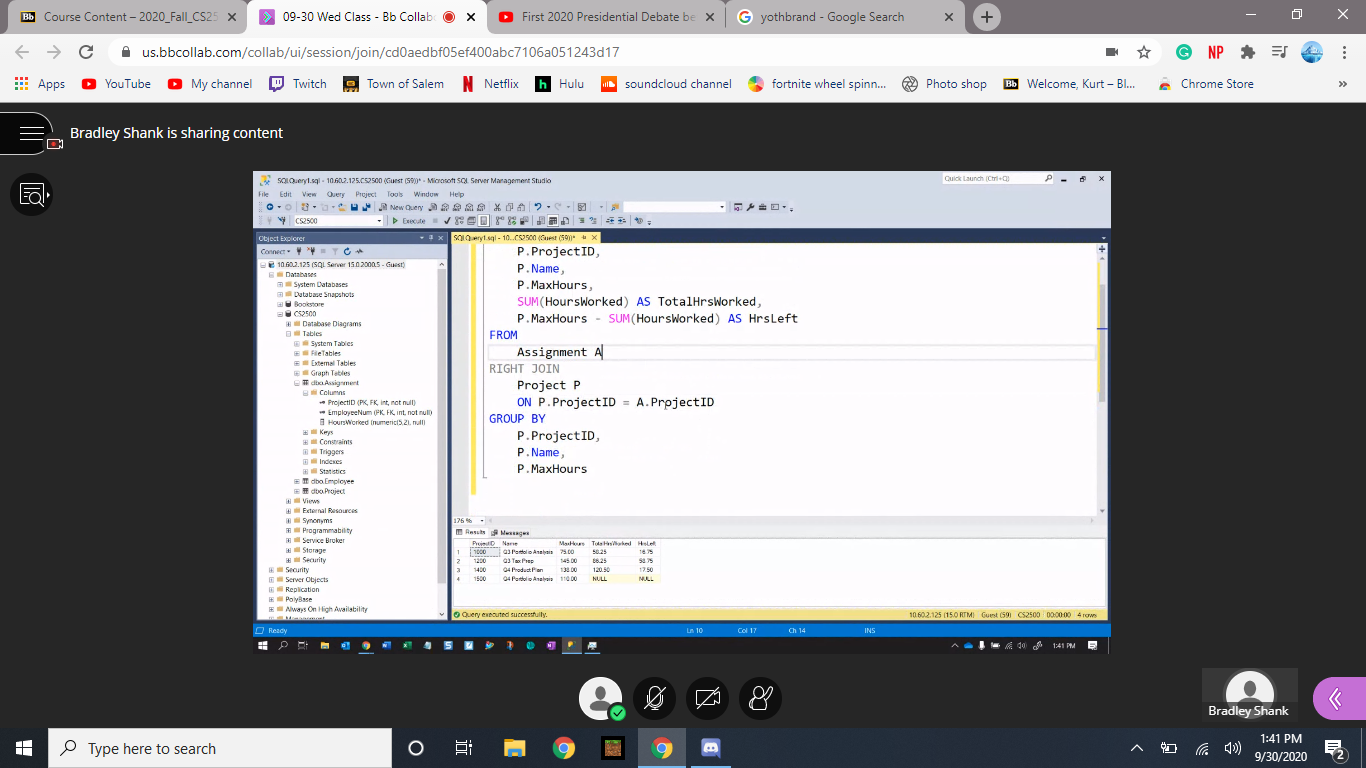 Course Content – 2020_Fall_CS25
09-30 Wed Class - Bb Collab
First 2020 Presidential Debate be
yothbrand - Google Search
us.bbcollab.com/collab/ui/session/join/cd0aedbf05ef400abc7106a051243d17
NP
Apps
YouTube
My channel
Twitch
Town of Salem
Netflix
Hulu
soundcloud channel
fortnite wheel spinn...
Photo shop
Welcome, Kurt – Bl...
Chrome Store
Bradley Shank is sharing content
SQLQuery1.sql - 10.60.2.125.CS2500 (Guest (59))* - Microsoft SQL Server Management Studio
Quick Launch (Ctrl+Q)
File Edit View Query Project Tools Window Help
New Query
CS2500
Execute
Object Explorer
SQLQuery1.sql - 10...CS2500 (Guest (59))*
Connect
10.60.2.125 (SQL Server 15.0.2000.5 - Guest)
Databases
System Databases
Database Snapshots
Bookstore
CS2500
Database Diagrams
Tables
System Tables
FileTables
External Tables
Graph Tables
dbo.Assignment
Columns
ProjectID (PK, FK, int, not null)
EmployeeNum (PK, FK, int, not null)
HoursWorked (numeric(5,2), null)
Keys
Constraints
Triggers
Indexes
Statistics
dbo.Employee
dbo.Project
Views
External Resources
Synonyms
Programmability
Service Broker
Storage
Security
Security
Server Objects
Replication
PolyBase
Always On High Availability
P.ProjectID,
P.Name,
P.MaxHours,
SUM(HoursWorked) AS TotalHrsWorked,
P.MaxHours - SUM(HoursWorked) AS HrsLeft
FROM
Assignment A
RIGHT JOIN
Project P
ON P.ProjectID = A.ProjectID
GROUP BY
P.ProjectID,
P.Name,
P.MaxHours
176 %
Results Messages
ProjectID Name MaxHours TotalHrsWorked HrsLeft
1 1000 Q3 Portfolio Analysis 75.00 58.25 16.75
2 1200 Q3 Tax Prep 145.00 86.25 58.75
3 1400 Q4 Product Plan 138.00 120.50 17.50
4 1500 Q4 Portfolio Analysis 110.00 NULL NULL
Query executed successfully.
10.60.2.125 (15.0 RTM) Guest (59) CS2500 00:00:00 4 rows
Ready
Ln 10 Col 17 Ch 14 INS
1:41 PM
Bradley Shank
Type here to search
1:41 PM
9/30/2020
2